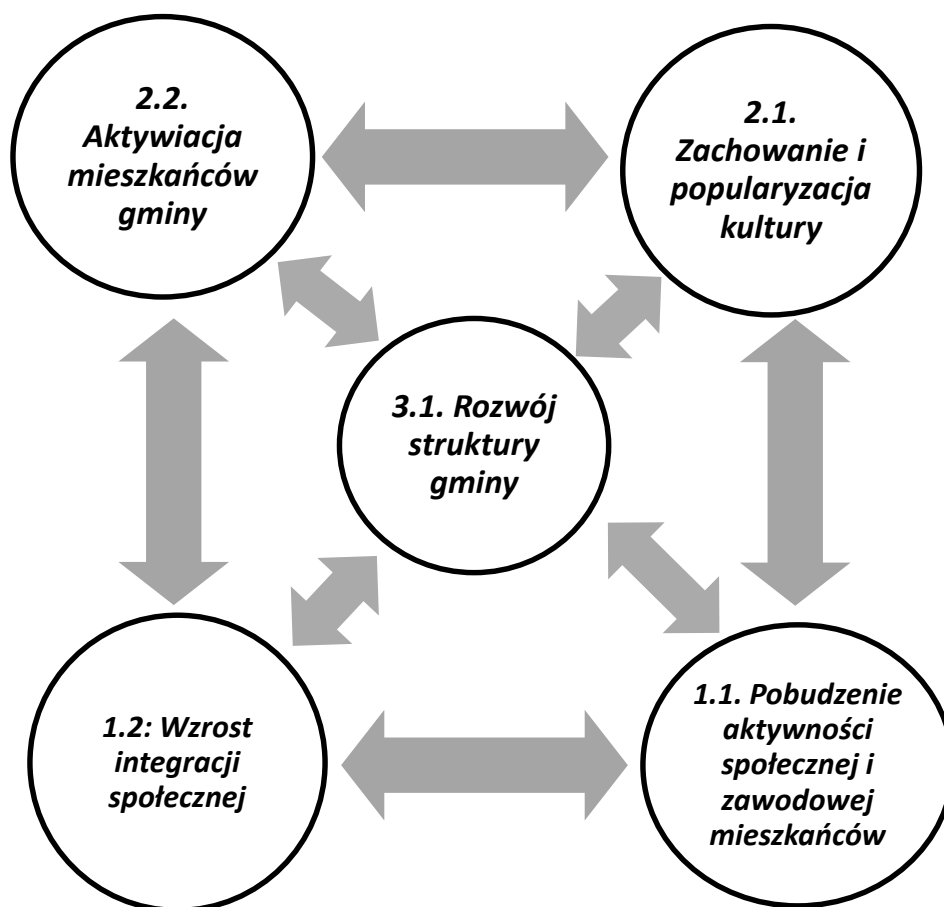 2.2.
Aktywiacja
mieszkańców
gminy
2.1.
Zachowanie i
popularyzacja
kultury
3.1. Rozwój
struktury
gminy
1.2: Wzrost
integracji
społecznej
1.1. Pobudzenie
aktywności
społecznej i
zawodowej
mieszkańców